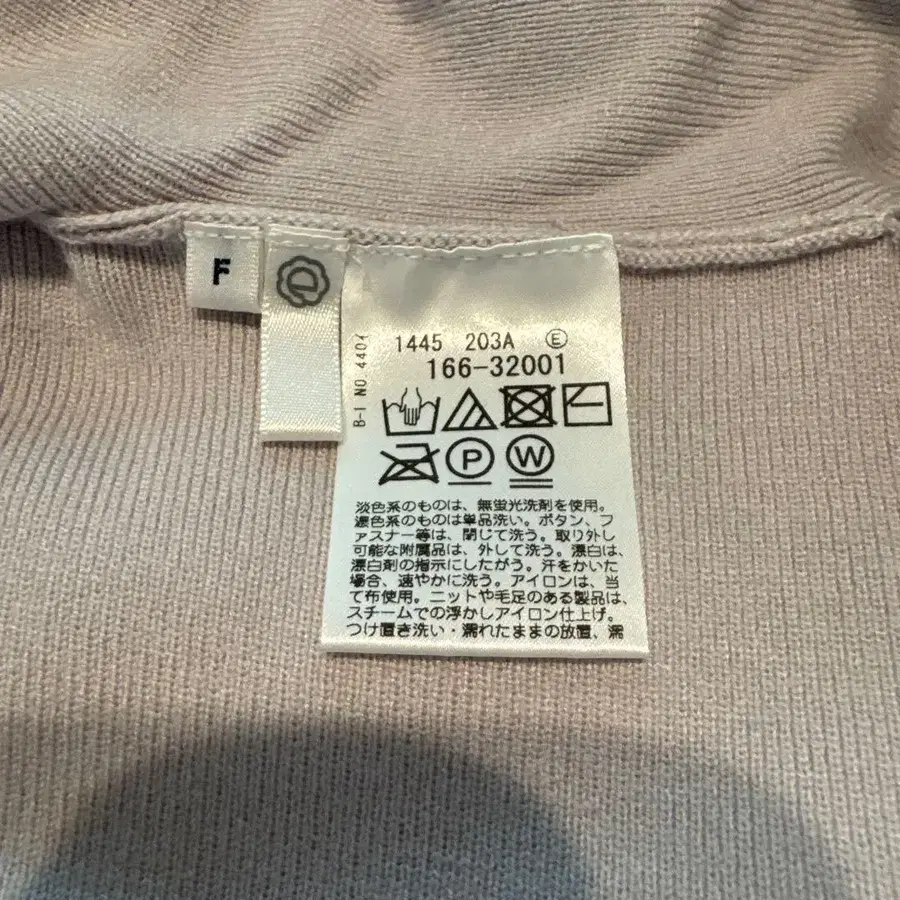 F
B-I NO.4404
1445 203A Ⓔ
166-32001
P W
淡色系のものは、無蛍光洗剤を使用。
濃色系のものは単品洗い。ボタン、フ
ァスナー等は、閉じて洗う。取り外し
可能な附属品は、外して洗う。漂白は、
漂白剤の指示にしたがう。汗をかいた
場合、速やかに洗う。アイロンは、当
て布使用。ニットや毛足のある製品は、
スチームでの浮かしアイロン仕上げ。
つけ置き洗い・濡れたままの放置、濡